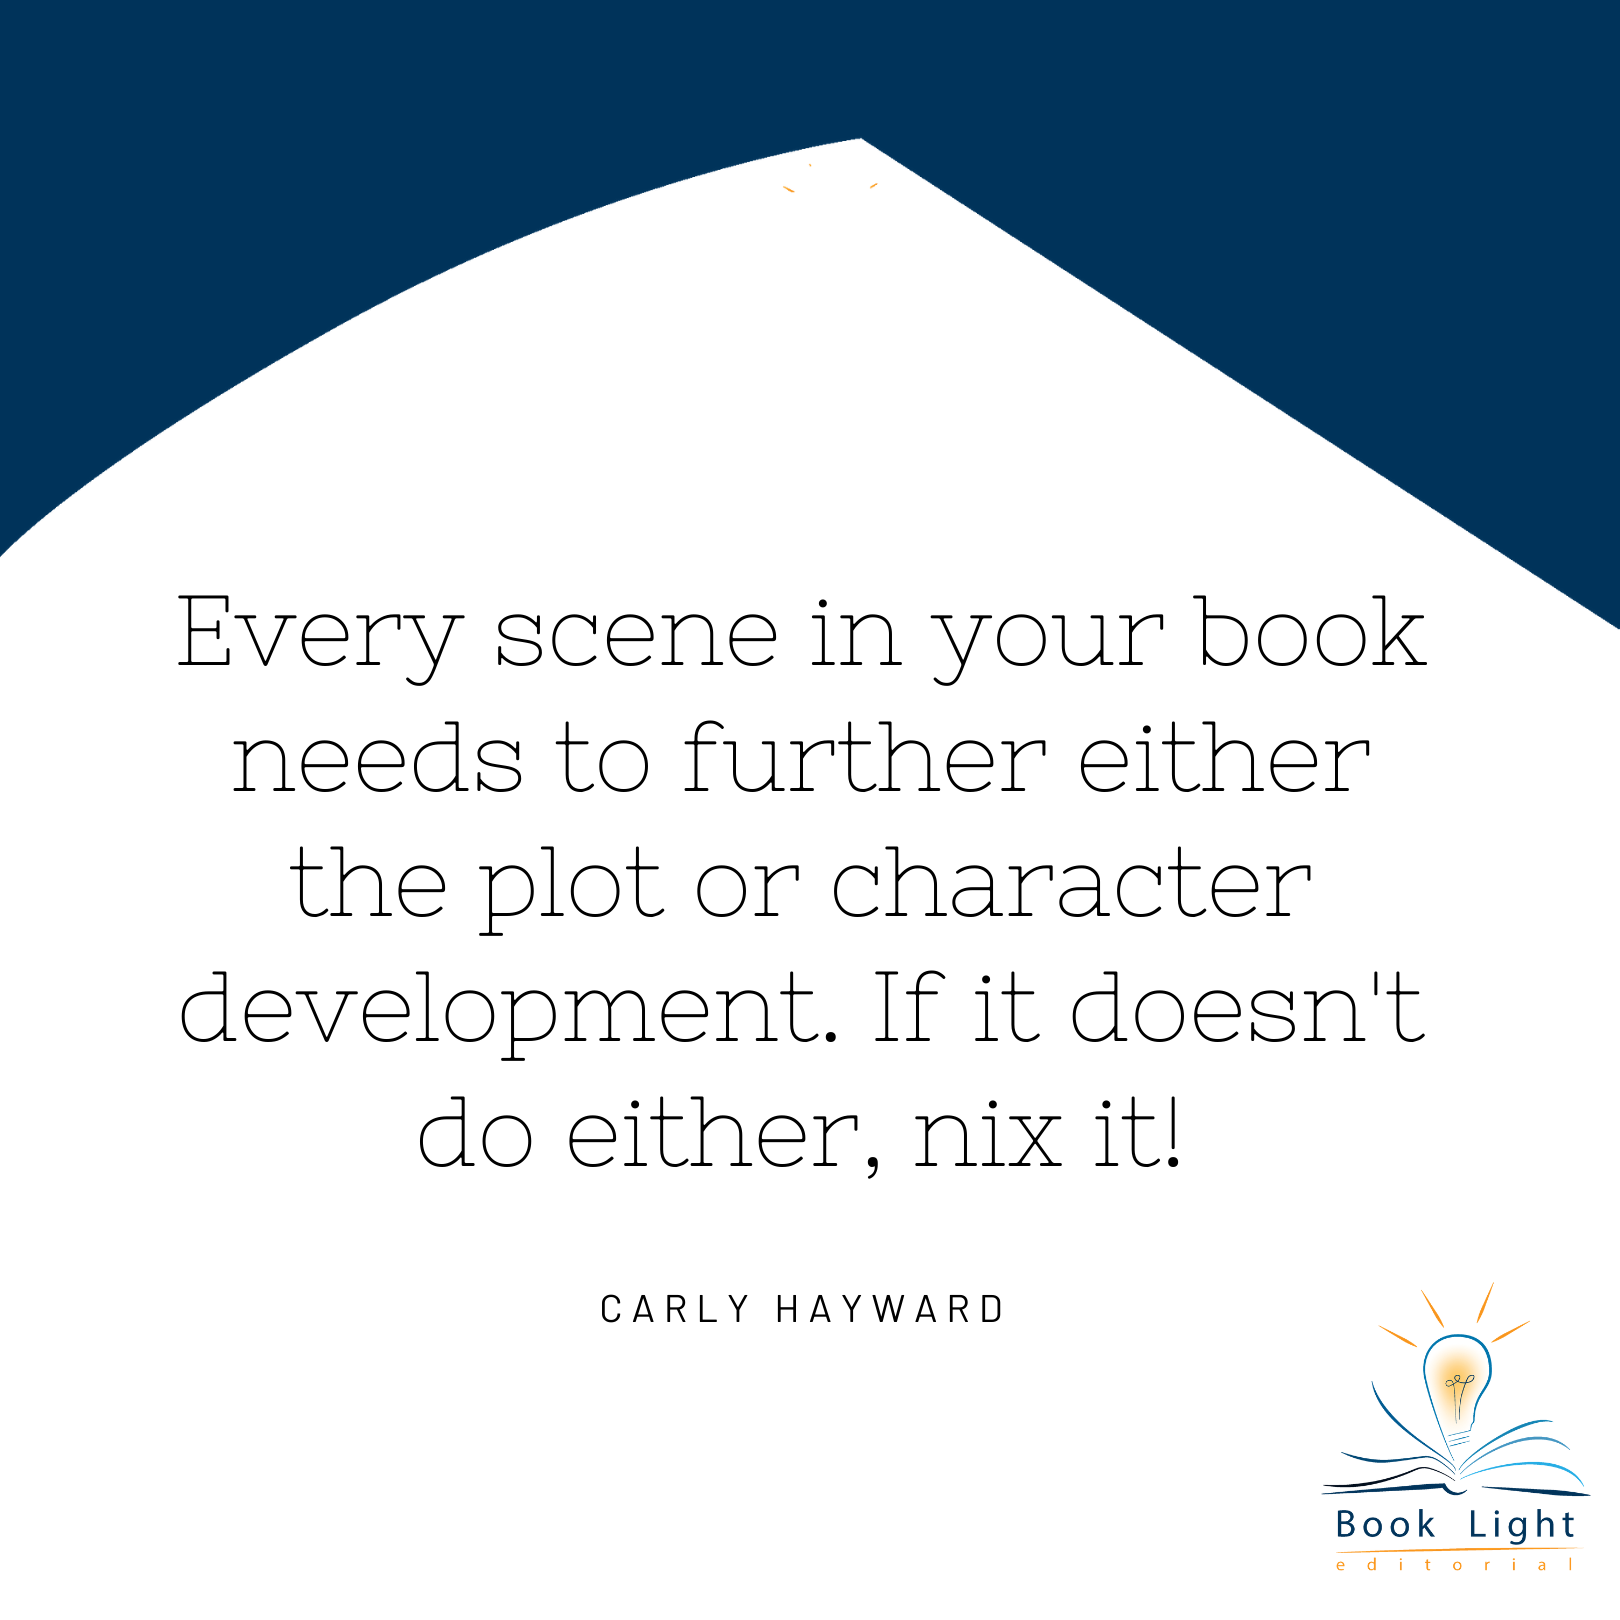 Every scene in your book
needs to further either
the plot or character
development. If it doesn't
do either, nix it!
CARLY HAYWARD
Book Light
editorial